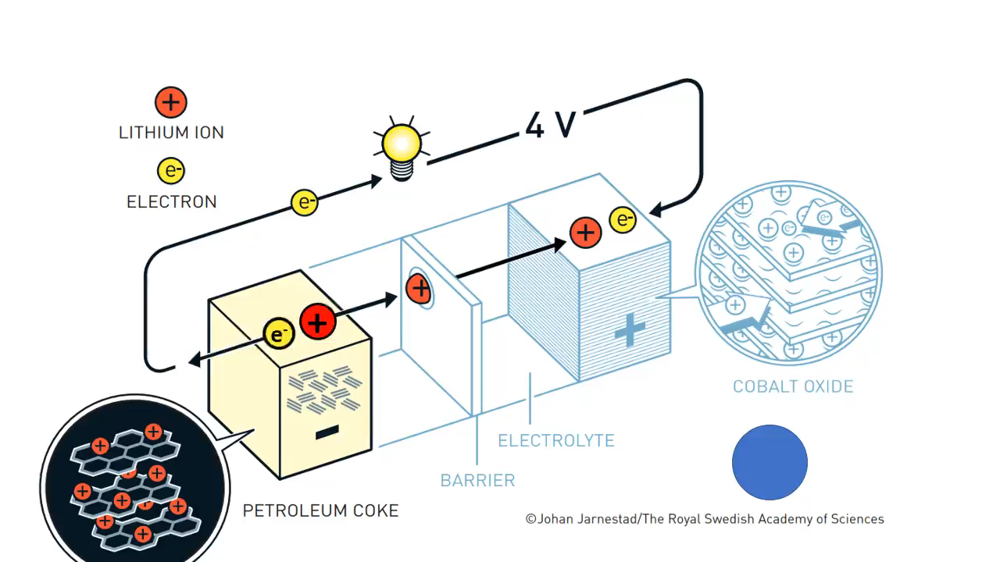 LITHIUM ION
e-
ELECTRON
e-
4 V
e-
e-
COBALT OXIDE
ELECTROLYTE
BARRIER
PETROLEUM COKE
©Johan Jarnestad/The Royal Swedish Academy of Sciences